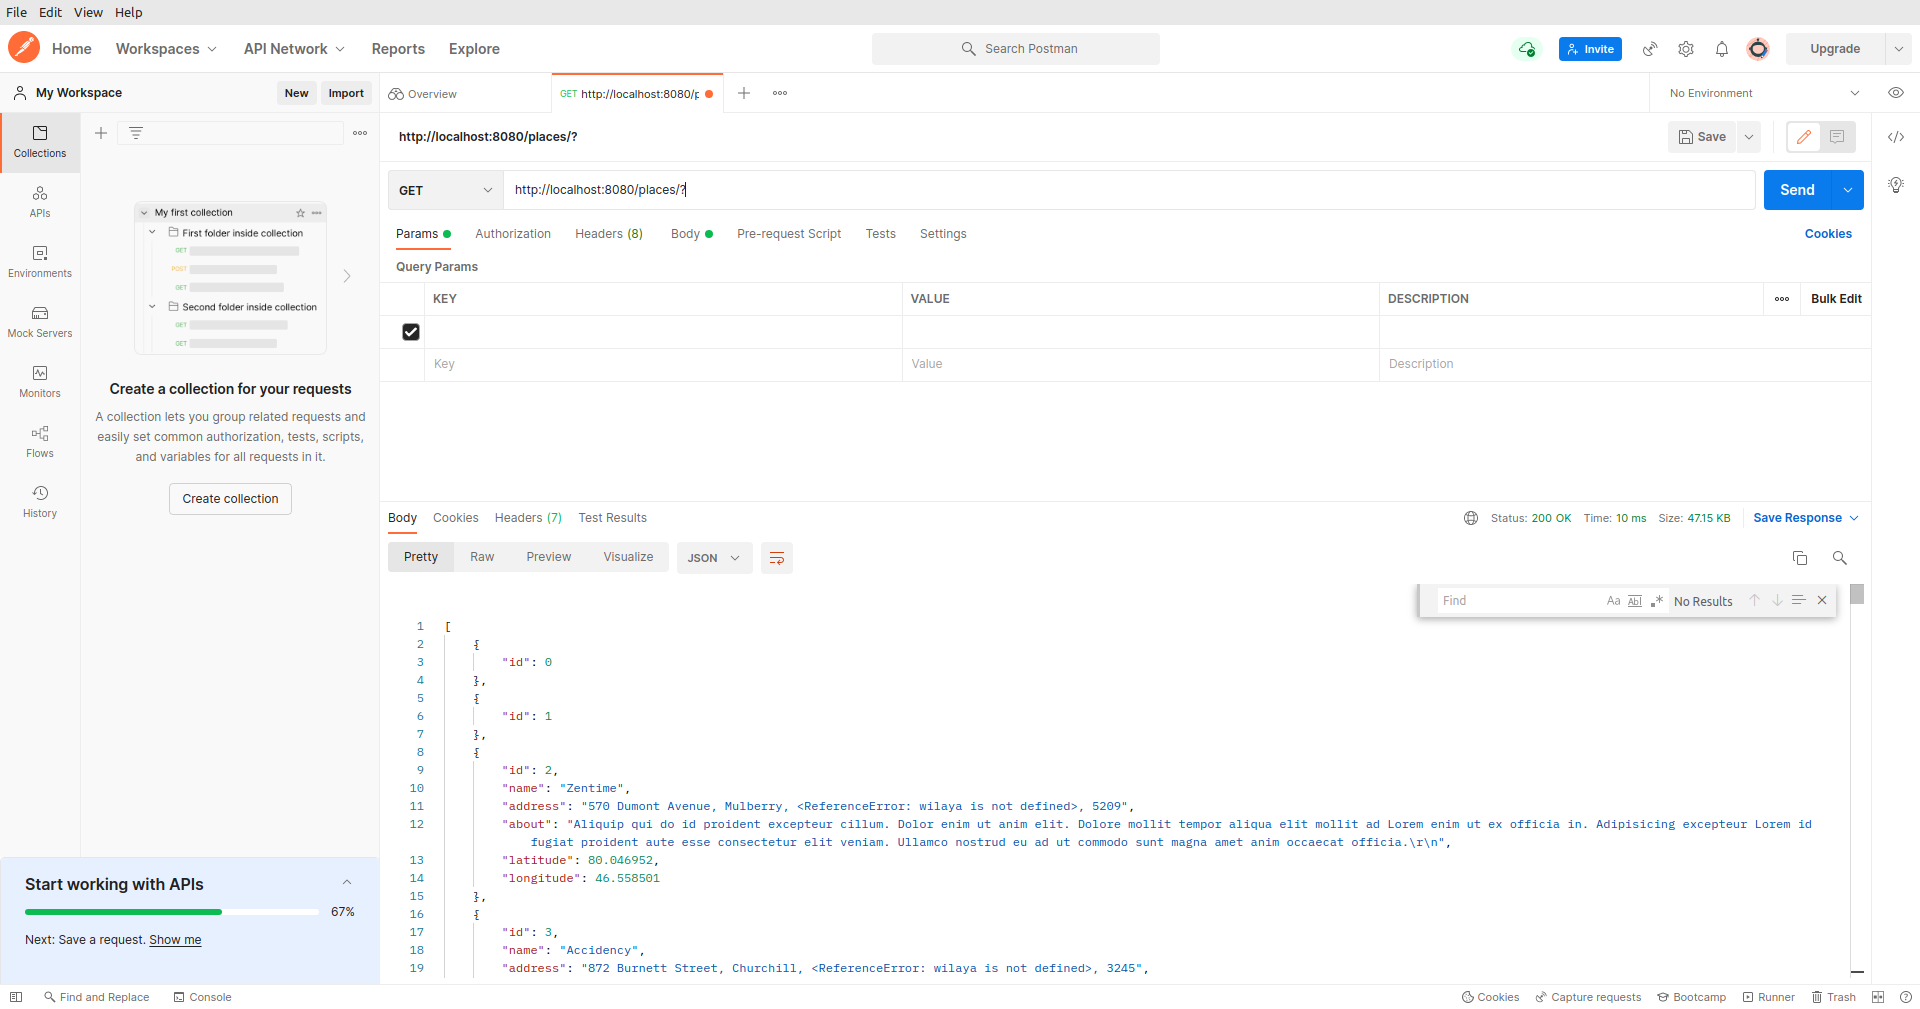 File Edit View Help
Home Workspaces API Network Reports Explore Search Postman Invite Upgrade
My Workspace New Import Overview GET http://localhost:8080/p No Environment
Collections
APIs
Environments
Mock Servers
Monitors
Flows
History
My first collection
First folder inside collection
GET
POST
GET
Second folder inside collection
GET
GET
Create a collection for your requests
A collection lets you group related requests and
easily set common authorization, tests, scripts,
and variables for all requests in it.
Create collection
Start working with APIs
67%
Next: Save a request. Show me
http://localhost:8080/places/? Save
GET http://localhost:8080/places/? Send
Params Authorization Headers (8) Body Pre-request Script Tests Settings Cookies
Query Params
KEY VALUE DESCRIPTION Bulk Edit
Key Value Description
Body Cookies Headers (7) Test Results Status: 200 OK Time: 10 ms Size: 47.15 KB Save Response
Pretty Raw Preview Visualize JSON
Find Aa Abl .* No Results
1 [
2 {
3 "id": 0
4 },
5 {
6 "id": 1
7 },
8 {
9 "id": 2,
10 "name": "Zentime",
11 "address": "570 Dumont Avenue, Mulberry, <ReferenceError: wilaya is not defined>, 5209",
12 "about": "Aliquip qui do id proident excepteur cillum. Dolor enim ut anim elit. Dolore mollit tempor aliqua elit mollit ad Lorem enim ut ex officia in. Adipisicing excepteur Lorem id
fugiat proident aute esse consectetur elit veniam. Ullamco nostrud eu ad ut commodo sunt magna amet anim occaecat officia.\r\n",
13 "latitude": 80.046952,
14 "longitude": 46.558501
15 },
16 {
17 "id": 3,
18 "name": "Accidency",
19 "address": "872 Burnett Street, Churchill, <ReferenceError: wilaya is not defined>, 3245",
Find and Replace Console Cookies Capture requests Bootcamp Runner Trash